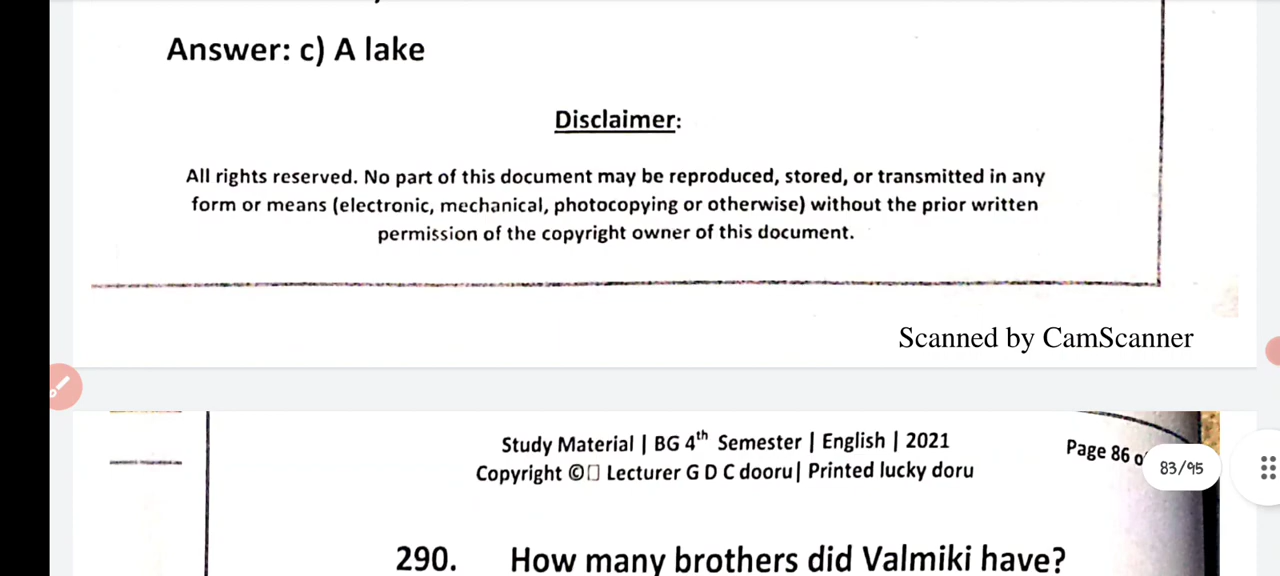 Answer: c) A lake
Disclaimer:
All rights reserved. No part of this document may be reproduced, stored, or transmitted in any
form or means (electronic, mechanical, photocopying or otherwise) without the prior written
permission of the copyright owner of this document.
Scanned by CamScanner
Study Material | BG 4th Semester | English | 2021
Page 86 o
83/95
Copyright ©▯ Lecturer G D C dooru| Printed lucky doru
290. How many brothers did Valmiki have?